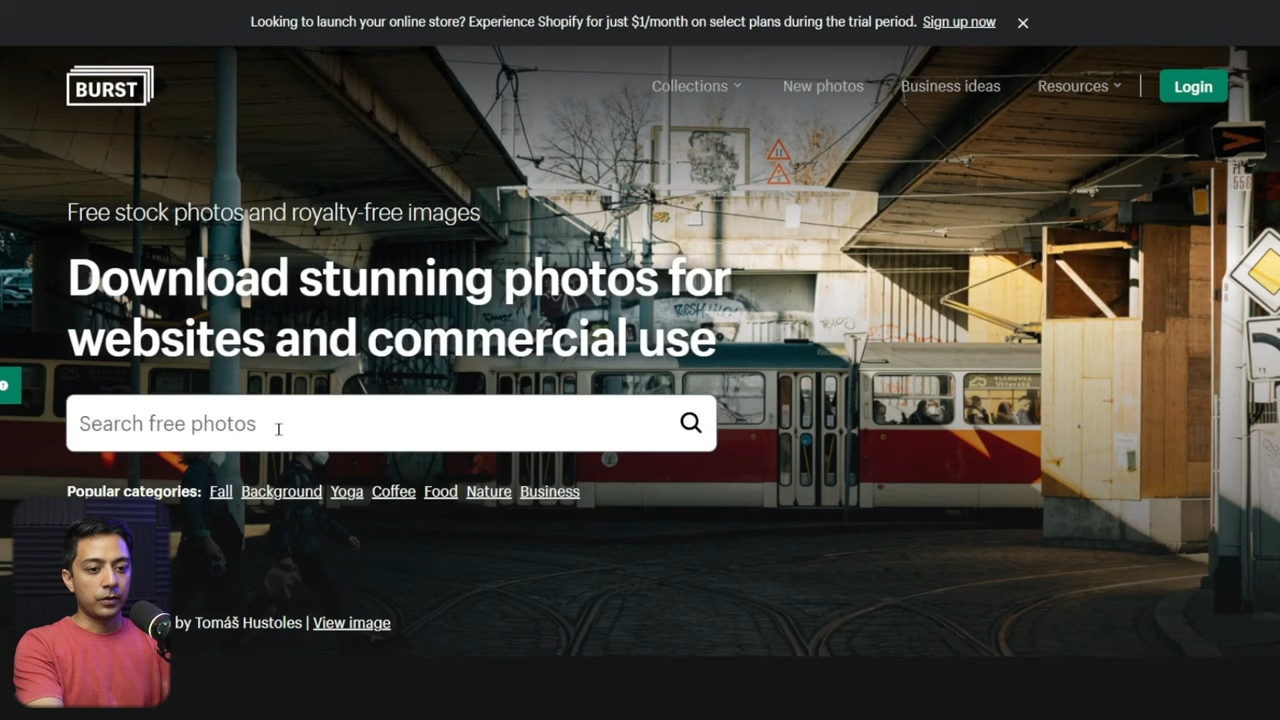 Looking to launch your online store? Experience Shopify for just $1/month on select plans during the trial period. Sign up now
BURST
Collections
New photos
Business ideas
Resources
Login
Free stock photos and royalty-free images
Download stunning photos for
websites and commercial use
Search free photos
Popular categories: Fall Background Yoga Coffee Food Nature Business
by Tomáš Hustoles | View image
25